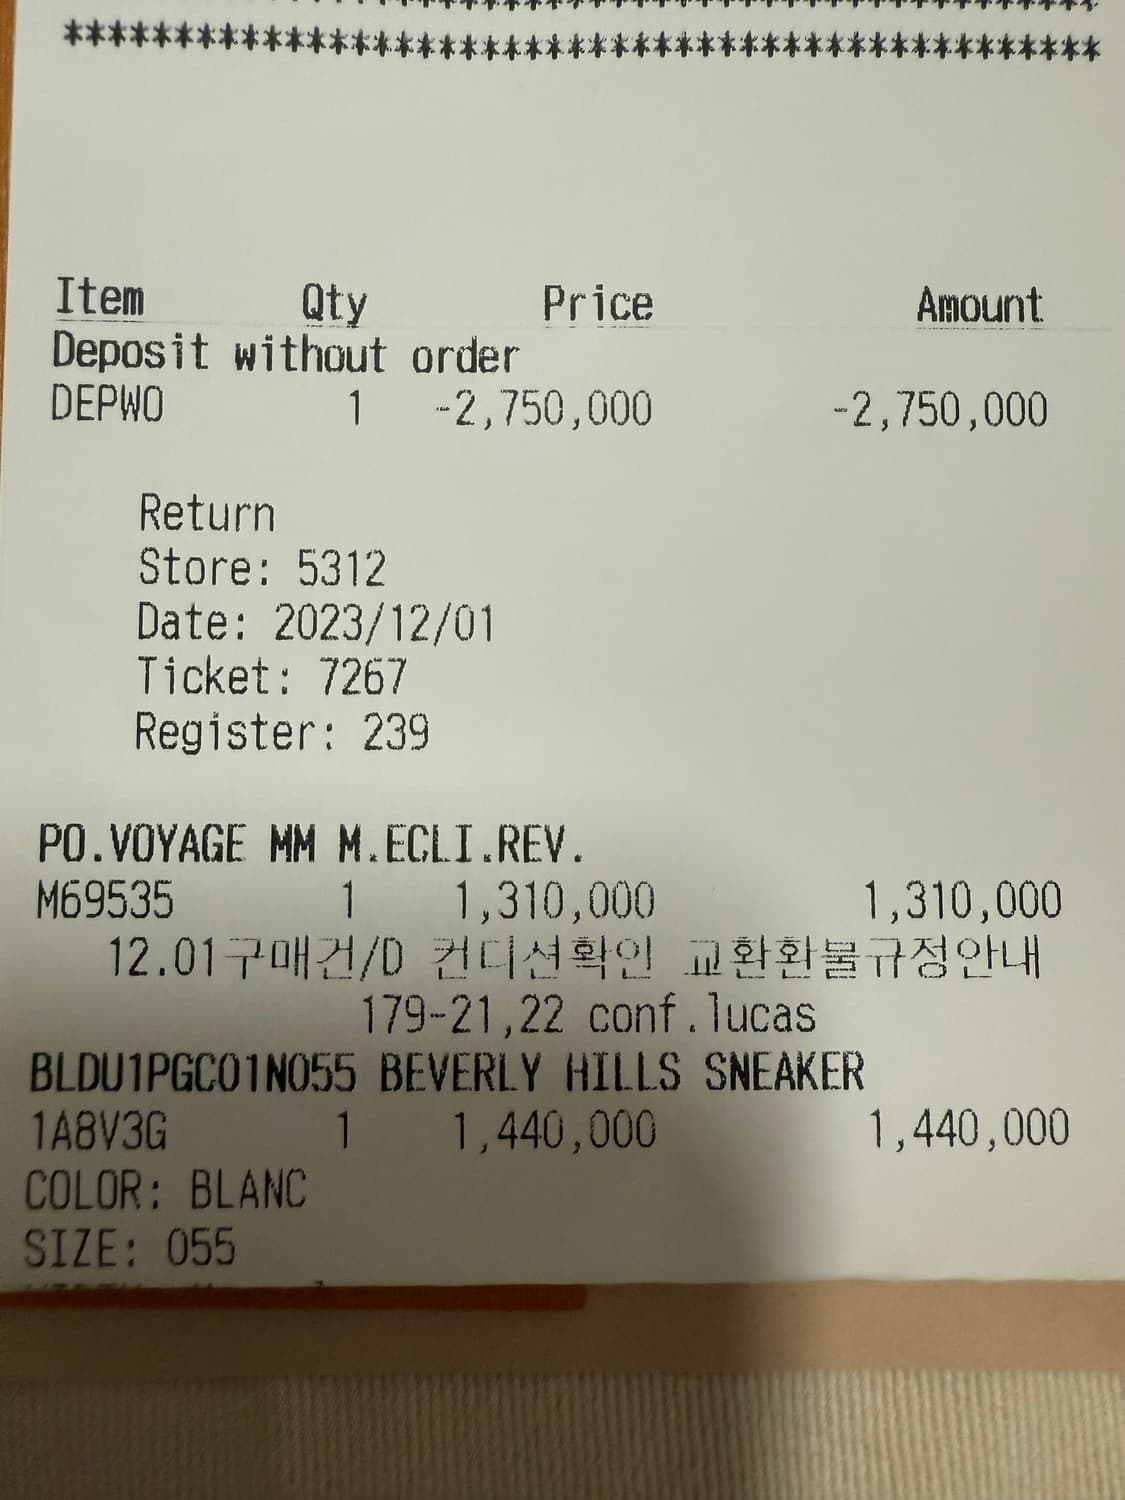 ******************************************
Item Qty Price Amount
Deposit without order
DEPWO 1 -2,750,000 -2,750,000
Return
Store: 5312
Date: 2023/12/01
Ticket: 7267
Register: 239
PO.VOYAGE MM M.ECLI.REV.
M69535 1 1,310,000 1,310,000
12.01구매건/D 컨디션확인 교환환불규정안내
179-21,22 conf.lucas
BLDU1PGC01N055 BEVERLY HILLS SNEAKER
1A8V3G 1 1,440,000 1,440,000
COLOR: BLANC
SIZE: 055